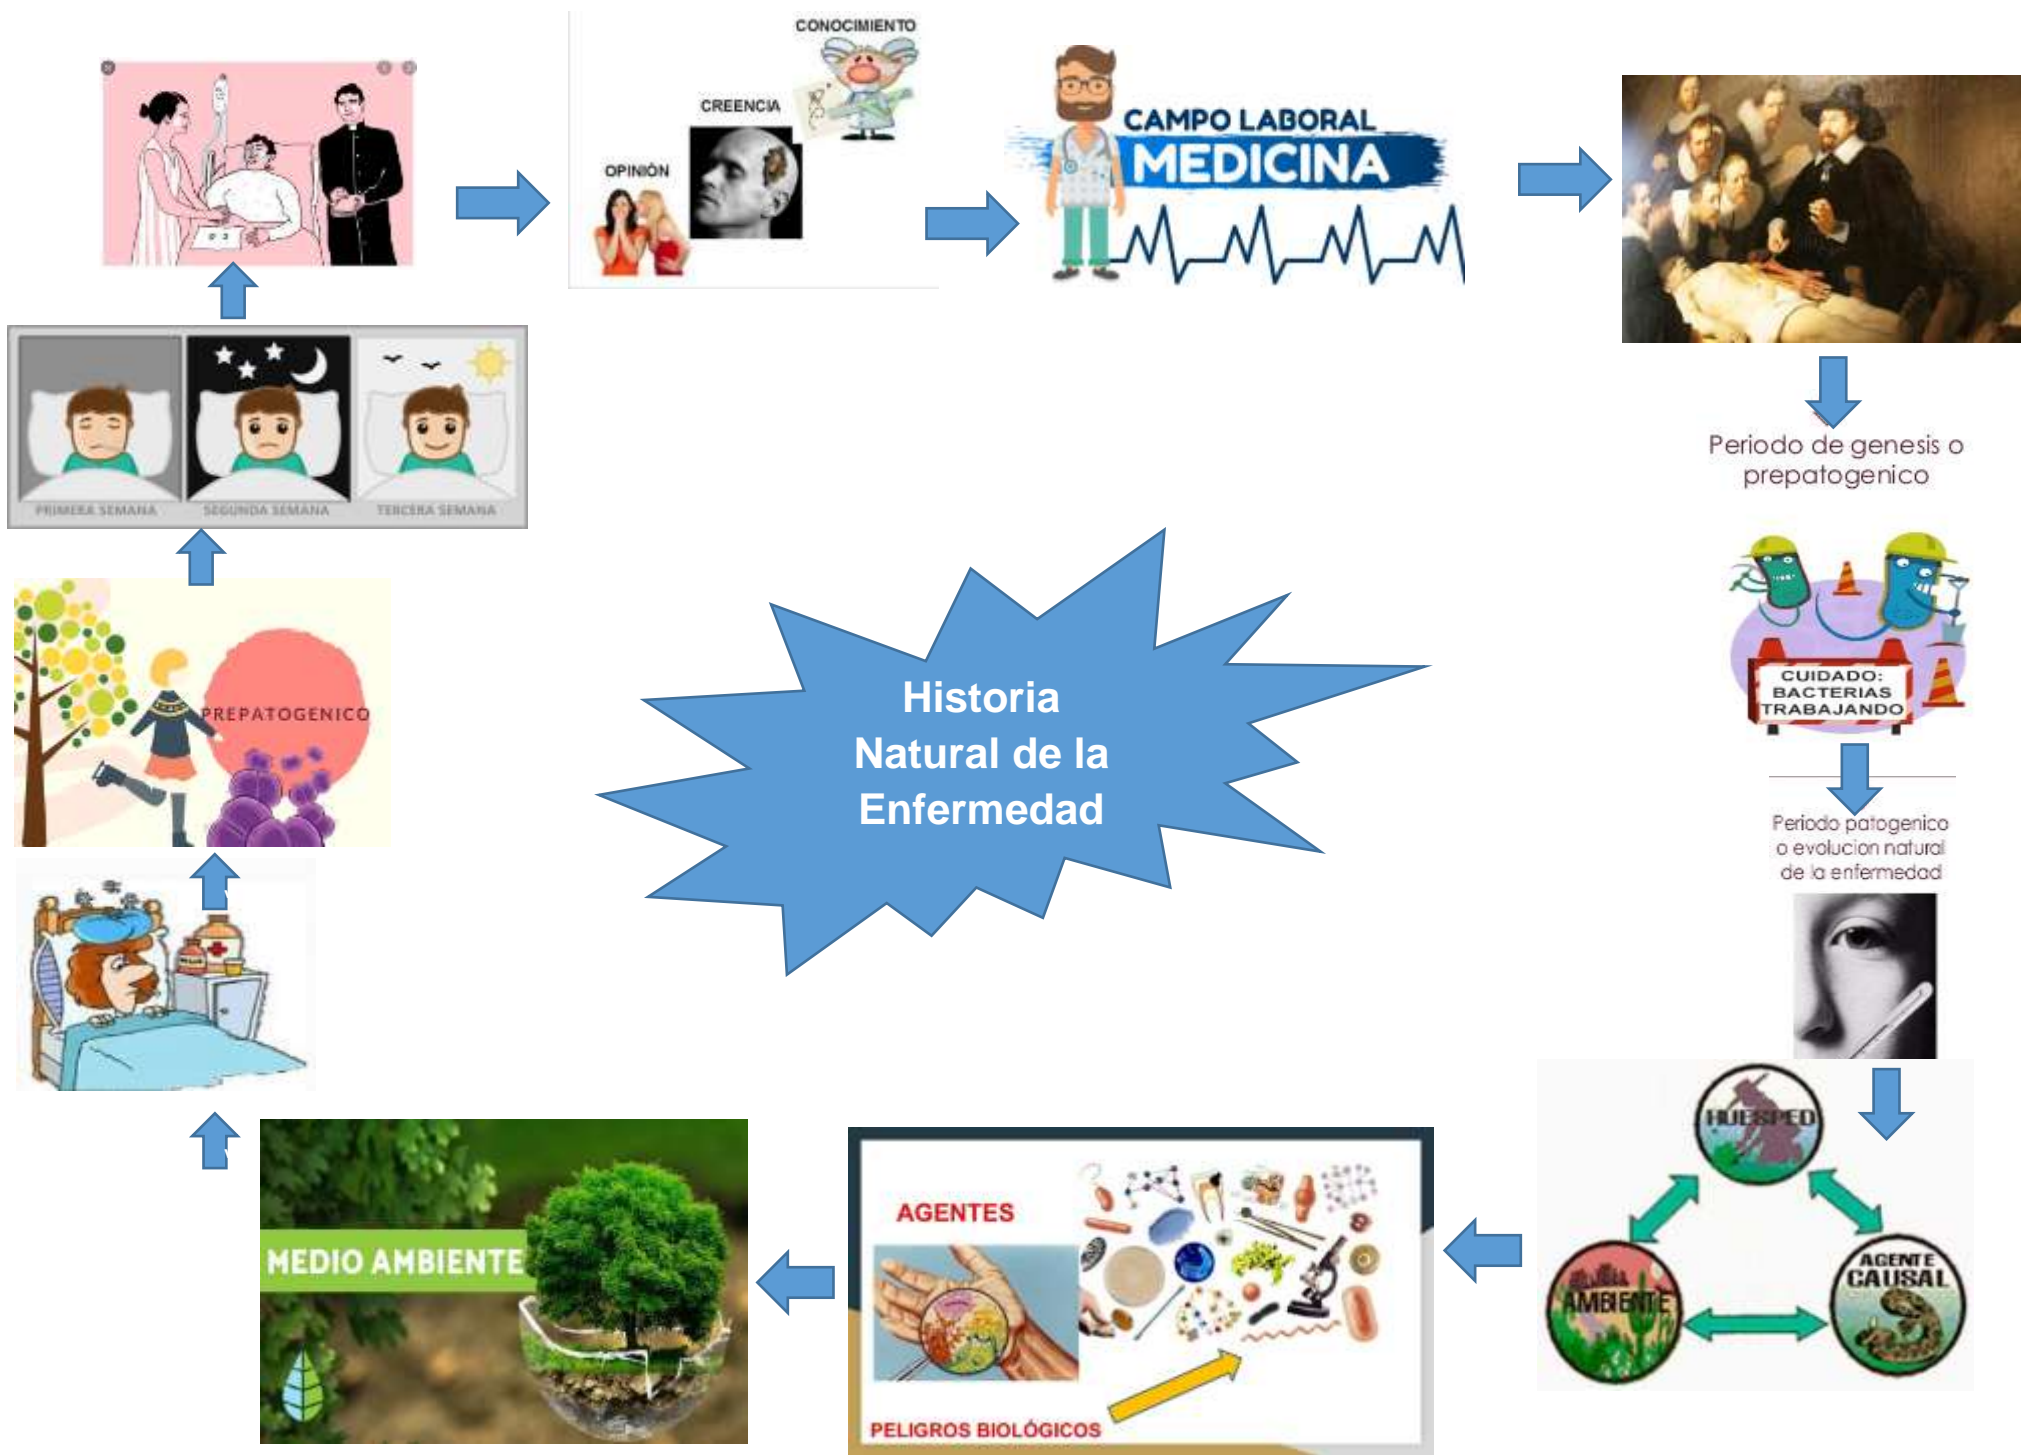 CONOCIMIENTO
CREENCIA
OPINIÓN
CAMPO LABORAL
MEDICINA
Periodo de genesis o
prepatogenico
CUIDADO:
BACTERIAS
TRABAJANDO
Periodo patogenico
o evolucion natural
de la enfermedad
HUESPED
AMBIENTE
AGENTE
CAUSAL
AGENTES
PELIGROS BIOLÓGICOS
MEDIO AMBIENTE
PREPATOGENICO
PRIMERA SEMANA
SEGUNDA SEMANA
TERCERA SEMANA
Historia
Natural de la
Enfermedad